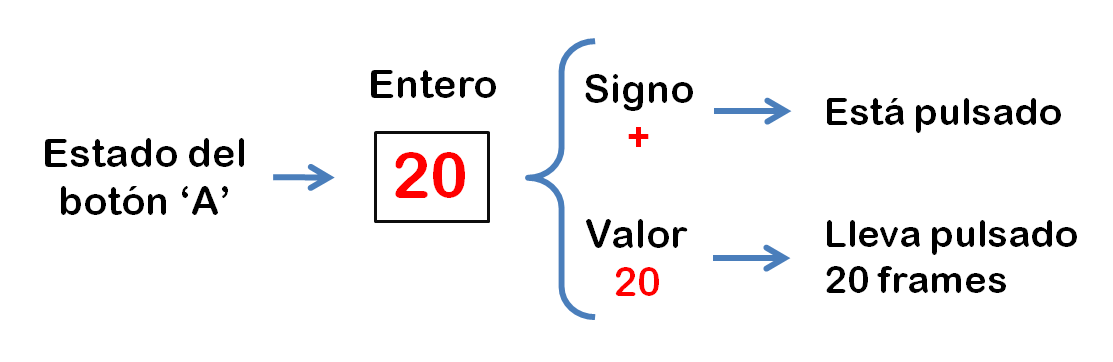 Estado del
botón ‘A’
Entero
20
Signo
+
Está pulsado
Valor
20
Lleva pulsado
20 frames